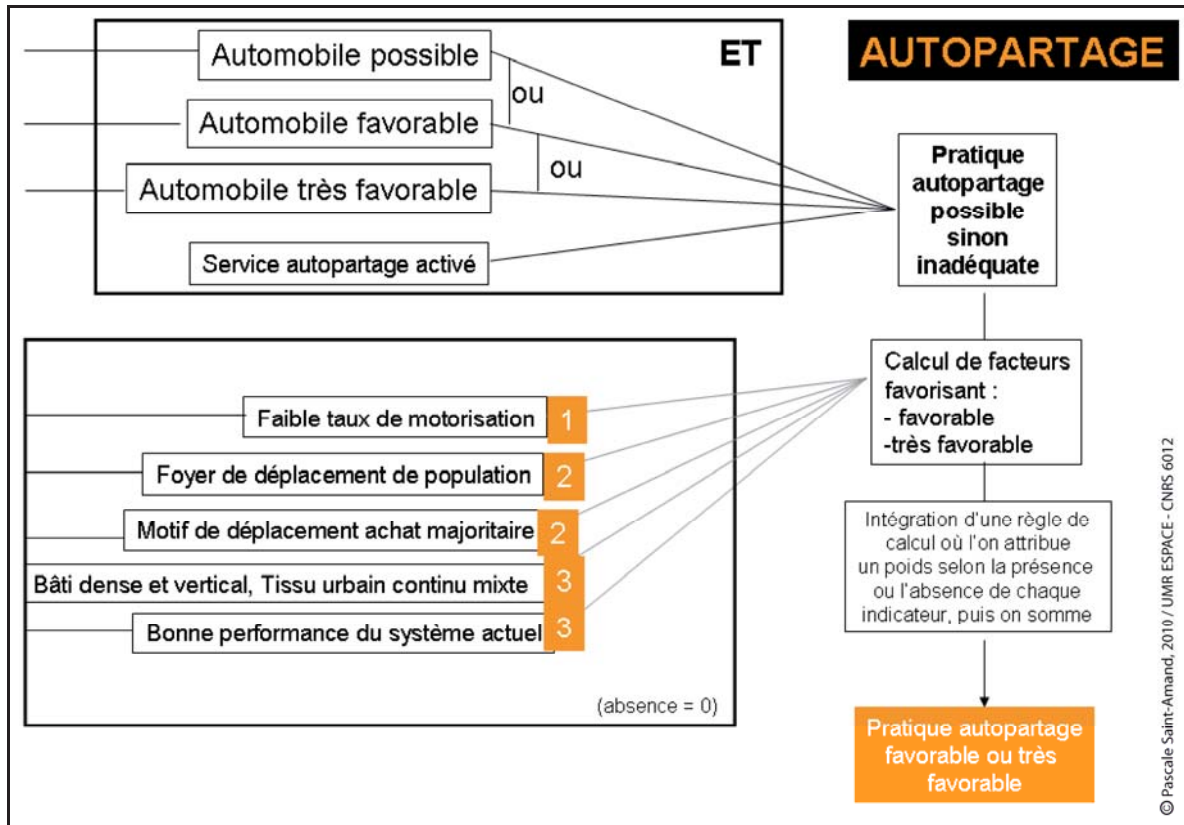 AUTOPARTAGE
ET
Automobile possible
ou
Automobile favorable
ou
Automobile très favorable
Service autopartage activé
Pratique
autopartage
possible
sinon
inadéquate
Faible taux de motorisation 1
Foyer de déplacement de population 2
Motif de déplacement achat majoritaire 2
Bâti dense et vertical, Tissu urbain continu mixte 3
Bonne performance du système actuel 3
(absence = 0)
Calcul de facteurs
favorisant :
- favorable
-très favorable
Intégration d'une règle de
calcul où l'on attribue
un poids selon la présence
ou l'absence de chaque
indicateur, puis on somme
Pratique autopartage
favorable ou très
favorable
© Pascale Saint-Amand, 2010 / UMR ESPACE - CNRS 6012